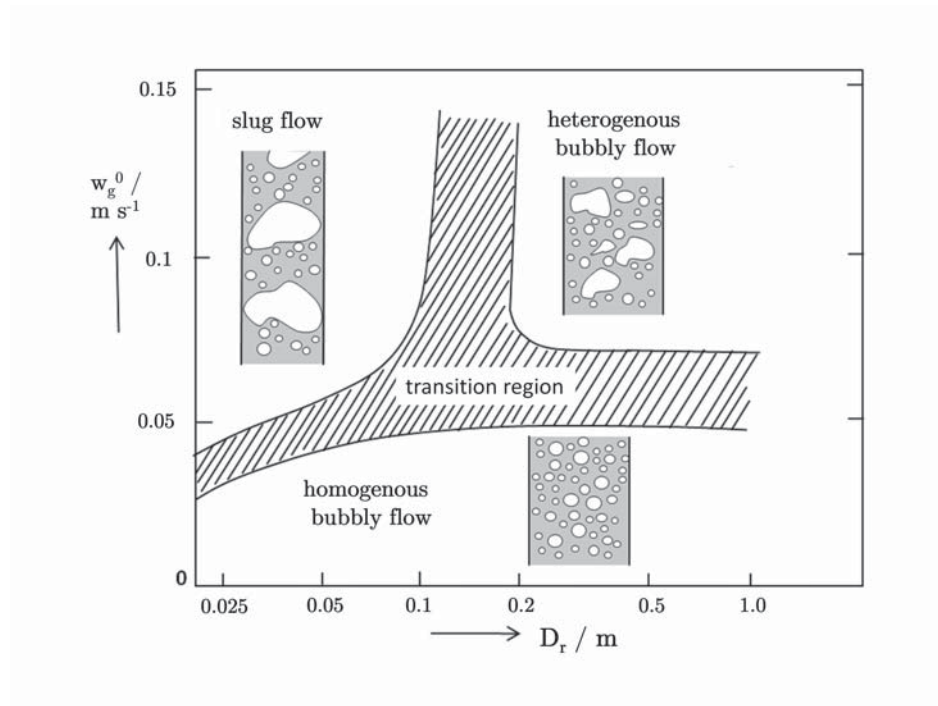 0.15
slug flow
heterogenous
bubbly flow
w_g^0 /
m s^-1
0.1
transition region
0.05
homogenous
bubbly flow
0
0.025 0.05 0.1 0.2 0.5 1.0
D_r / m